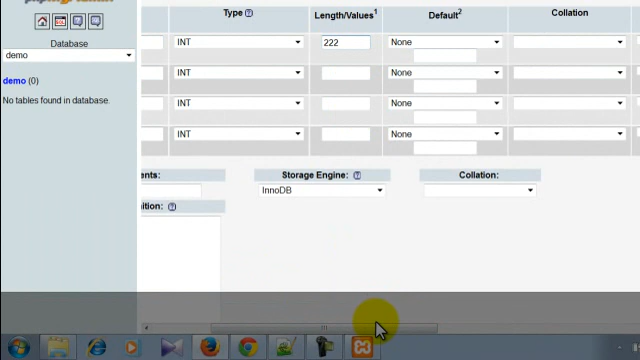 phpMyAdmin
Type Length/Values1 Default2 Collation
Database
demo
INT 222 None
demo (0)
INT None
No tables found in database.
INT None
INT None
ents: Storage Engine: Collation:
InnoDB
ition: